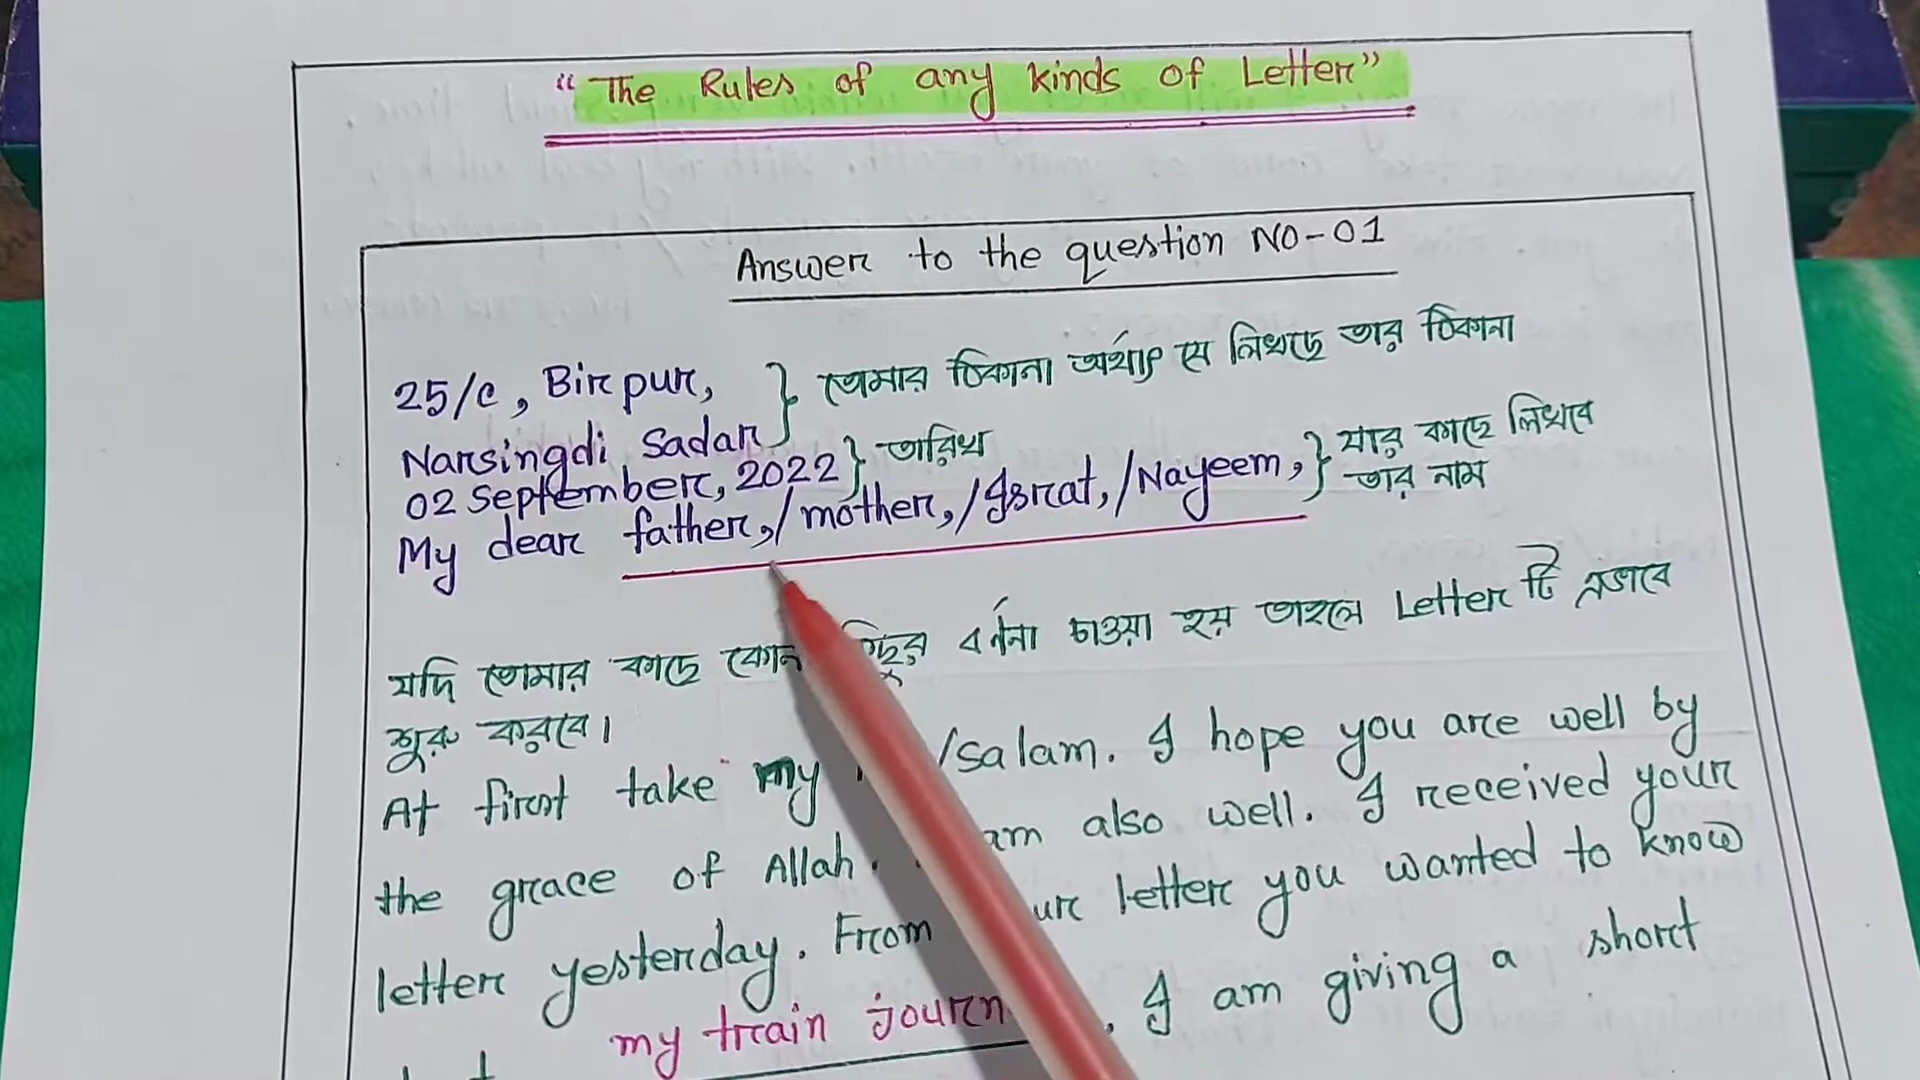 "The Rules of any kinds of Letter"
Answer to the question NO-01
25/c, Birpur, } তোমার ঠিকানা অর্থাৎ যে লিখছে তার ঠিকানা
Narsingdi Sadar
02 September, 2022 } তারিখ
My dear father,/mother,/Israt,/Nayeem, } যার কাছে লিখবে তার নাম
যদি তোমার কাছে কোন বর্ননা চাওয়া হয় তাহলে Letter টি এভাবে
শুরু করবে।
At first take my /salam. I hope you are well by
the grace of Allah. am also well. I received your
letter yesterday. From letter you wanted to know
my train . I am giving a short